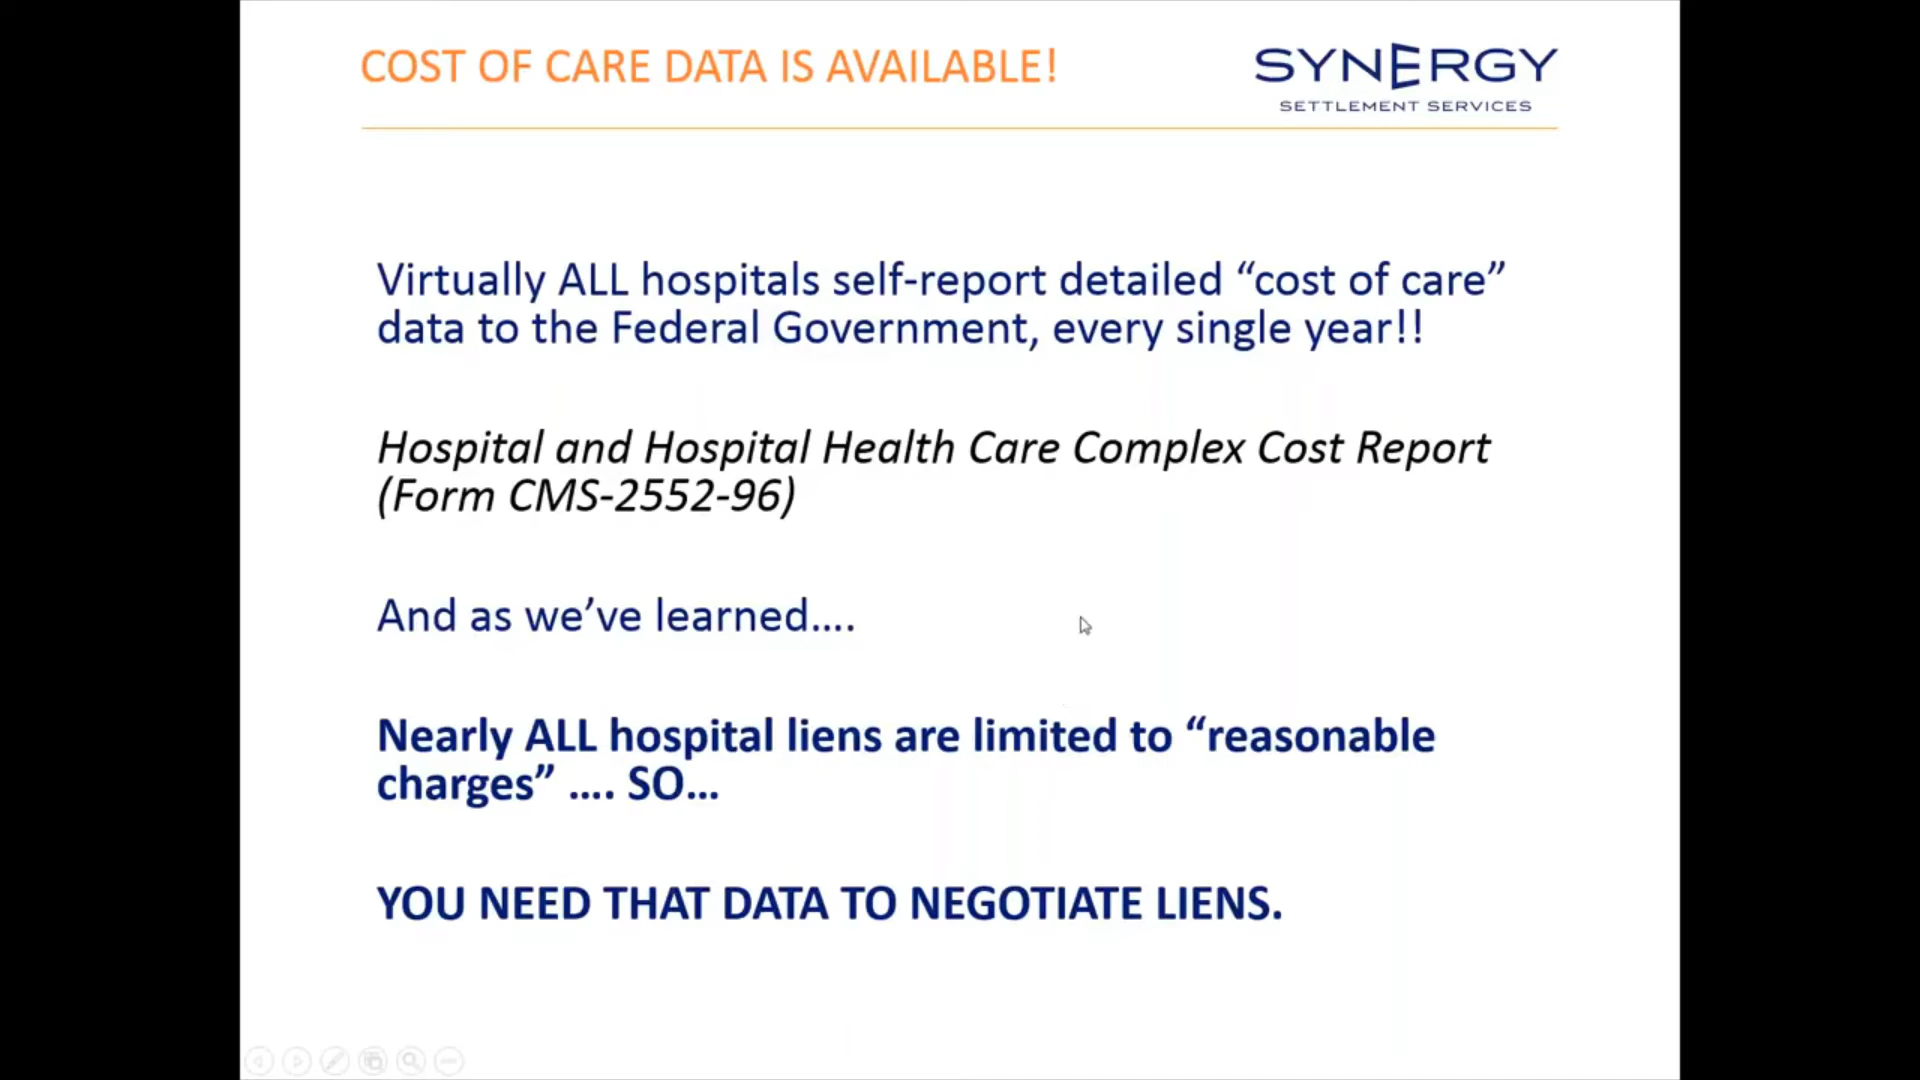 COST OF CARE DATA IS AVAILABLE!
SYNERGY
SETTLEMENT SERVICES
Virtually ALL hospitals self-report detailed “cost of care”
data to the Federal Government, every single year!!
Hospital and Hospital Health Care Complex Cost Report
(Form CMS-2552-96)
And as we’ve learned....
Nearly ALL hospital liens are limited to “reasonable
charges” .... SO...
YOU NEED THAT DATA TO NEGOTIATE LIENS.